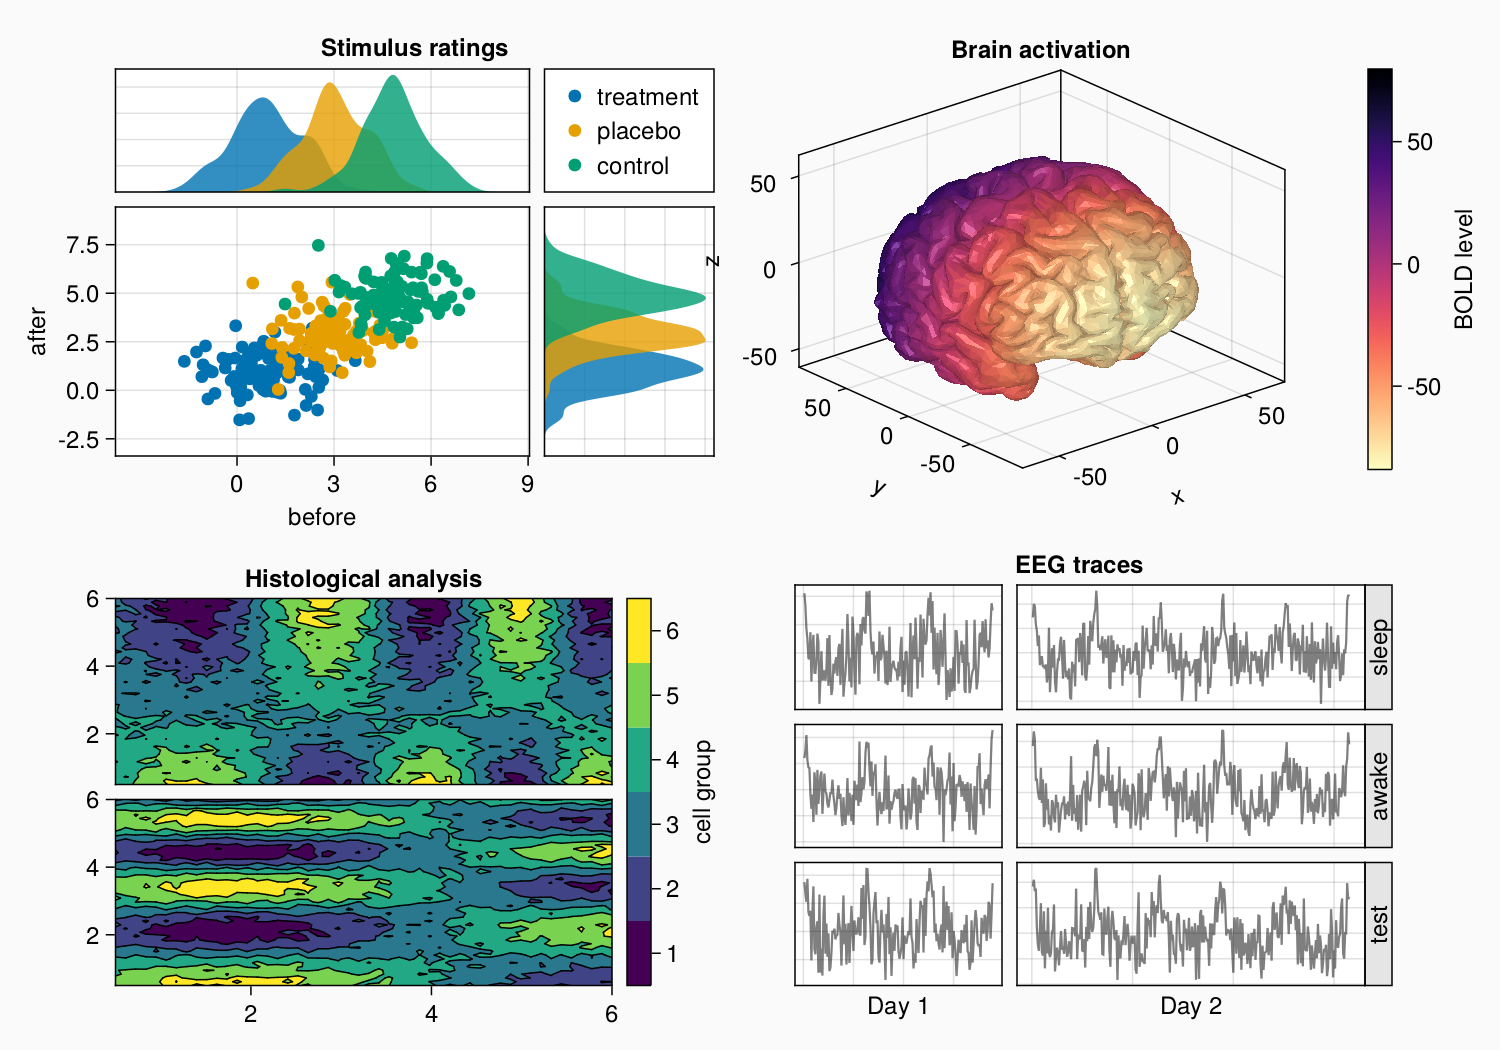 Stimulus ratings
treatment
placebo
control
7.5
5.0
2.5
0.0
-2.5
after
0
3
6
9
before
Brain activation
50
0
-50
z
50
0
-50
y
-50
0
50
x
50
0
-50
BOLD level
Histological analysis
6
4
2
6
4
2
2
4
6
6
5
4
3
2
1
cell group
EEG traces
sleep
awake
test
Day 1
Day 2